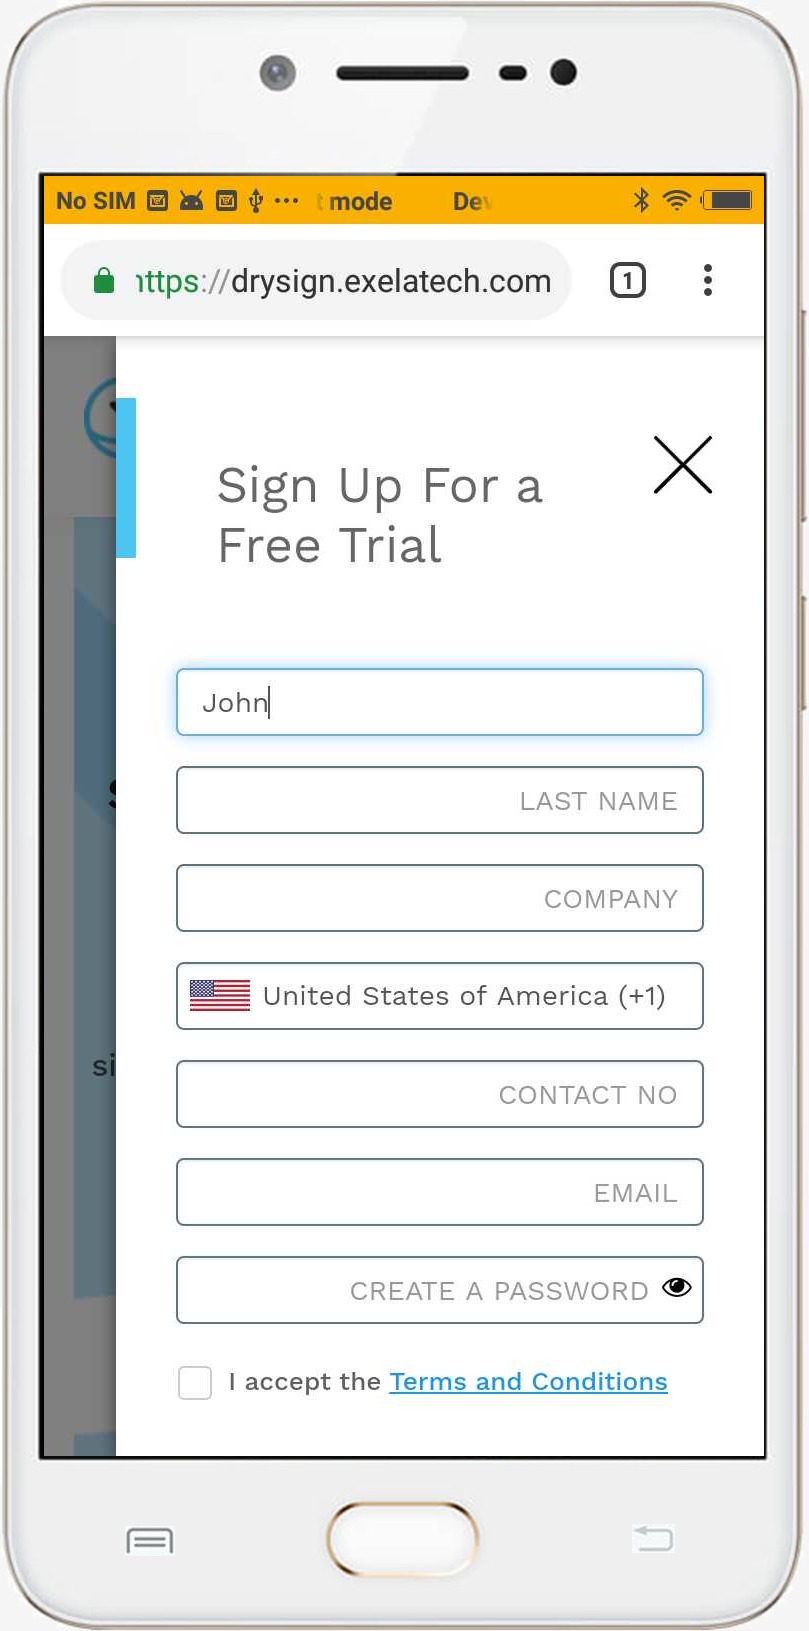 No SIM ... t mode Dev
https://drysign.exelatech.com 1
Sign Up For a
Free Trial
John
LAST NAME
COMPANY
United States of America (+1)
CONTACT NO
EMAIL
CREATE A PASSWORD
si
I accept the Terms and Conditions